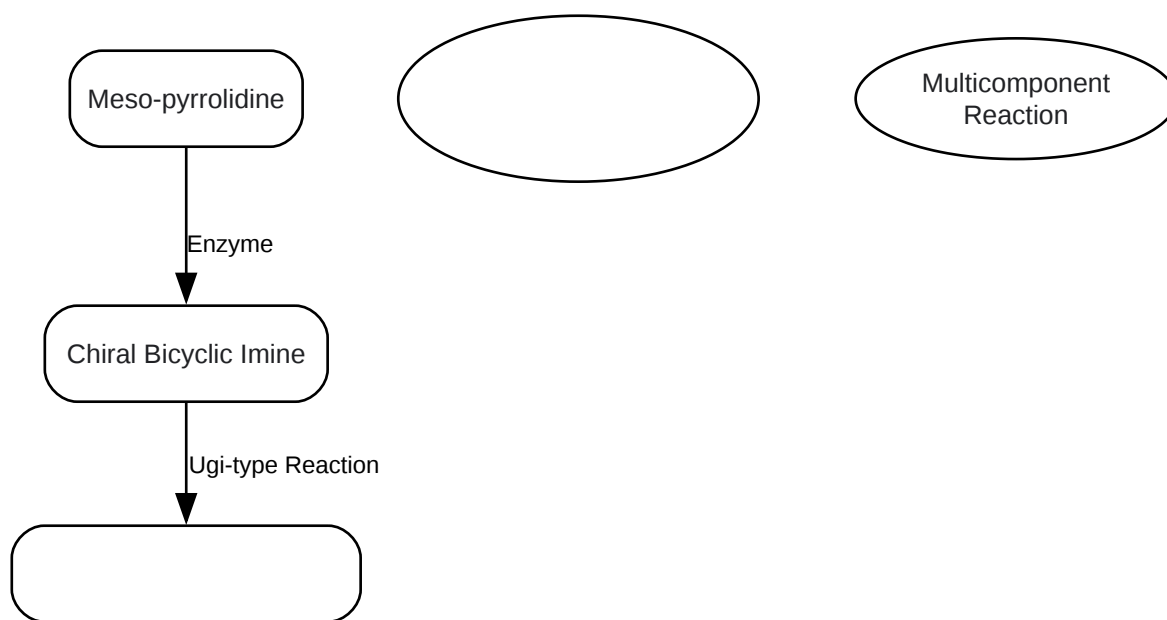 Meso-pyrrolidine
Multicomponent
Reaction
Enzyme
Chiral Bicyclic Imine
Ugi-type Reaction